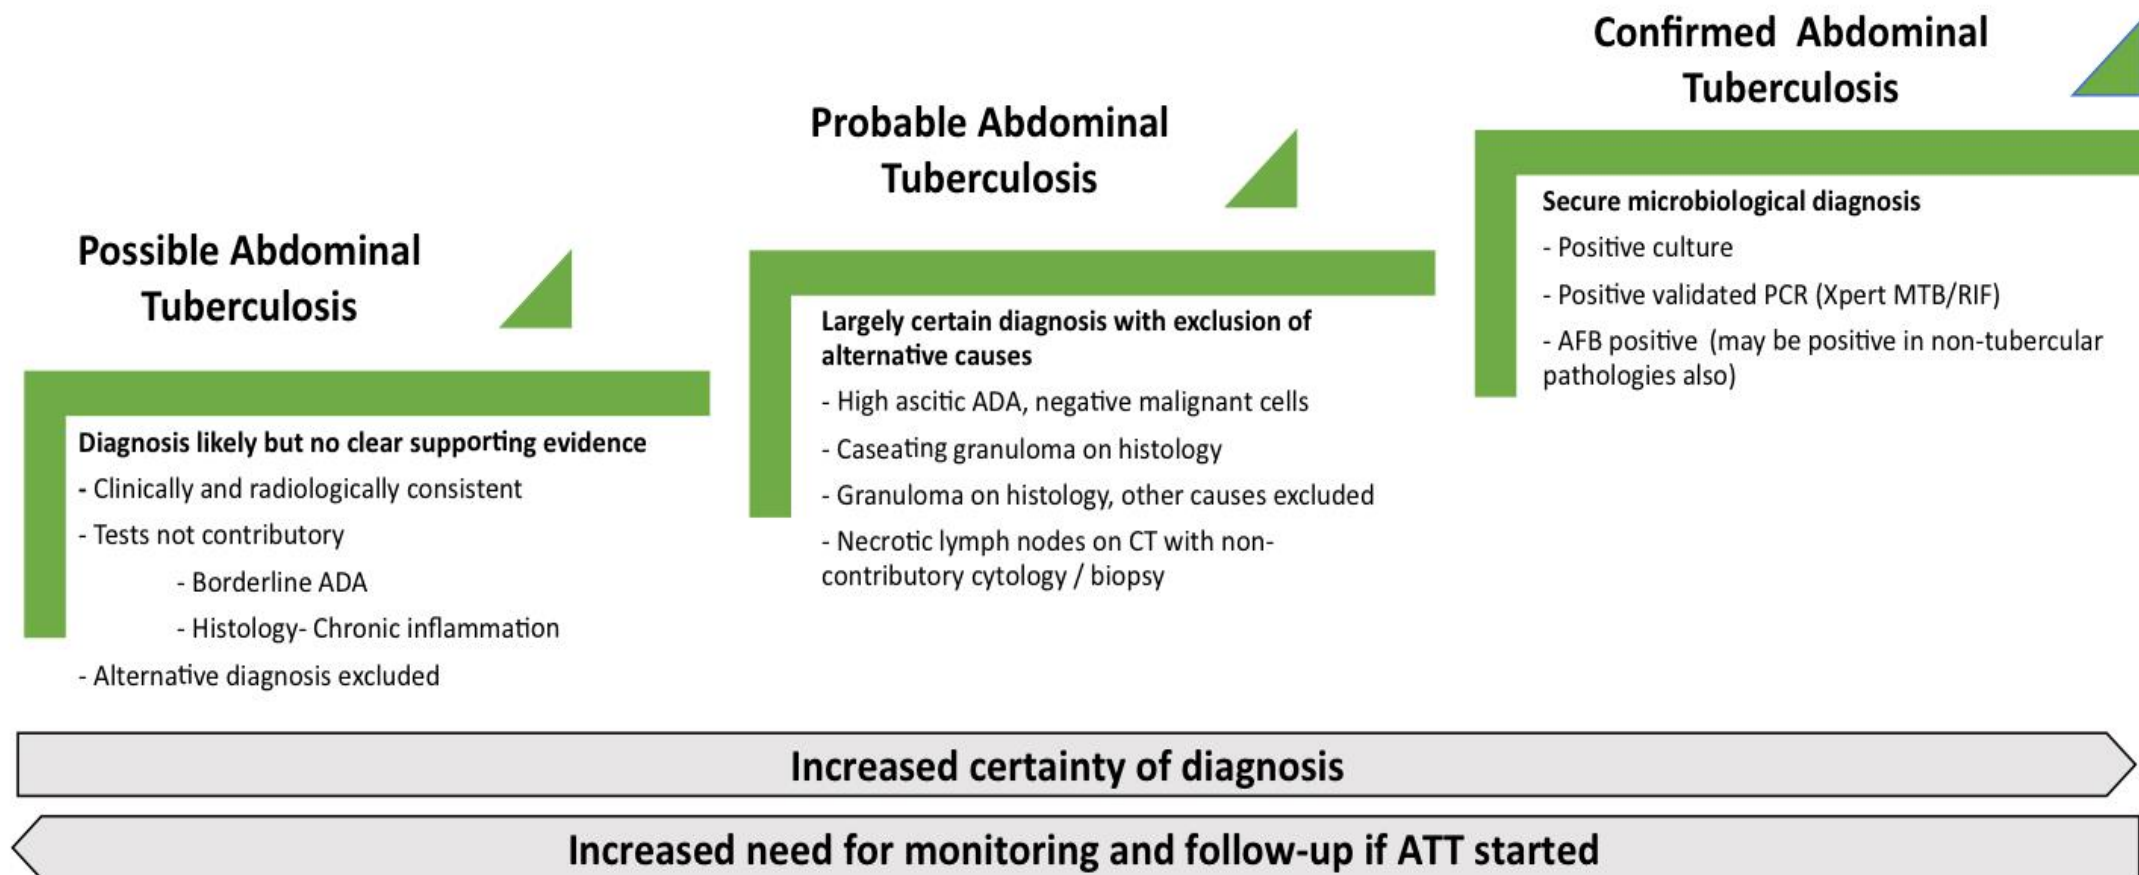 Possible Abdominal
Tuberculosis
Diagnosis likely but no clear supporting evidence
- Clinically and radiologically consistent
- Tests not contributory
- Borderline ADA
- Histology- Chronic inflammation
- Alternative diagnosis excluded
Probable Abdominal
Tuberculosis
Largely certain diagnosis with exclusion of
alternative causes
- High ascitic ADA, negative malignant cells
- Caseating granuloma on histology
- Granuloma on histology, other causes excluded
- Necrotic lymph nodes on CT with non-
contributory cytology / biopsy
Confirmed Abdominal
Tuberculosis
Secure microbiological diagnosis
- Positive culture
- Positive validated PCR (Xpert MTB/RIF)
- AFB positive (may be positive in non-tubercular
pathologies also)
Increased certainty of diagnosis
Increased need for monitoring and follow-up if ATT started